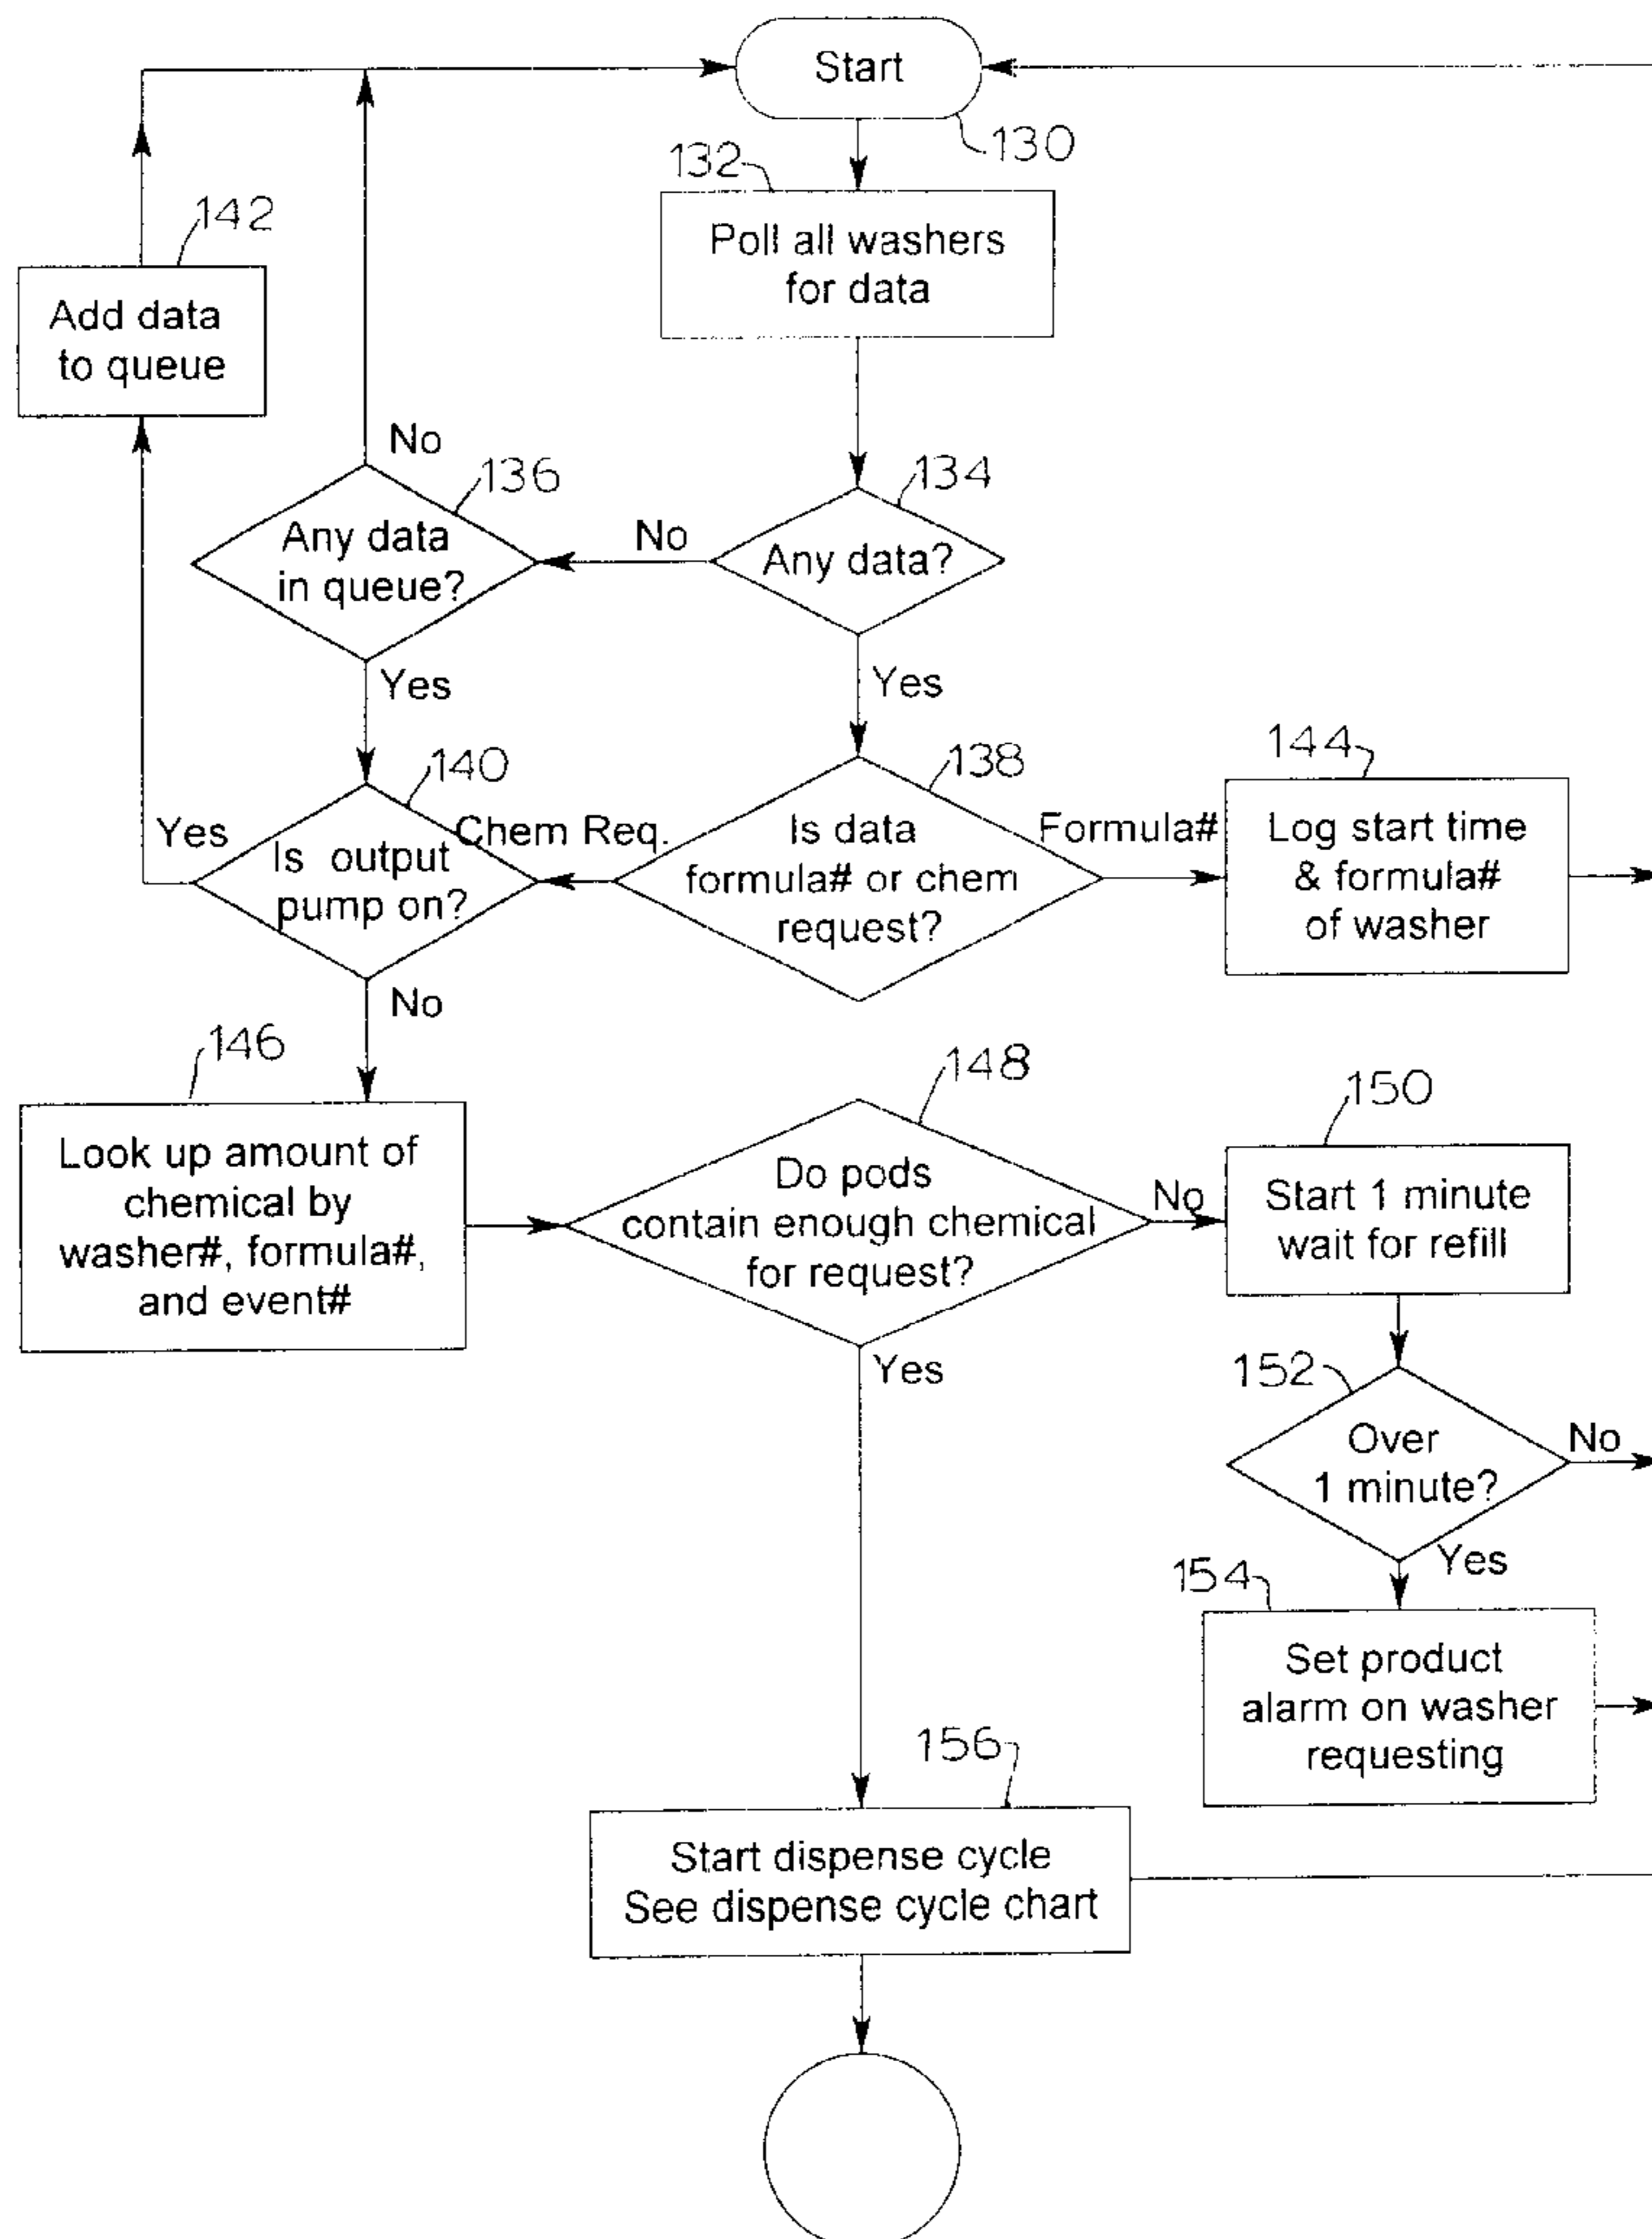 Start
130
132
Poll all washers
for data
142
Add data
to queue
No
136
Any data
in queue?
No
134
Any data?
Yes
Yes
140
Is output
pump on?
Yes
Chem Req.
138
Is data
formula# or chem
request?
Formula#
144
Log start time
& formula#
of washer
No
146
Look up amount of
chemical by
washer#, formula#,
and event#
148
Do pods
contain enough chemical
for request?
No
150
Start 1 minute
wait for refill
Yes
152
Over
1 minute?
No
Yes
154
Set product
alarm on washer
requesting
156
Start dispense cycle
See dispense cycle chart